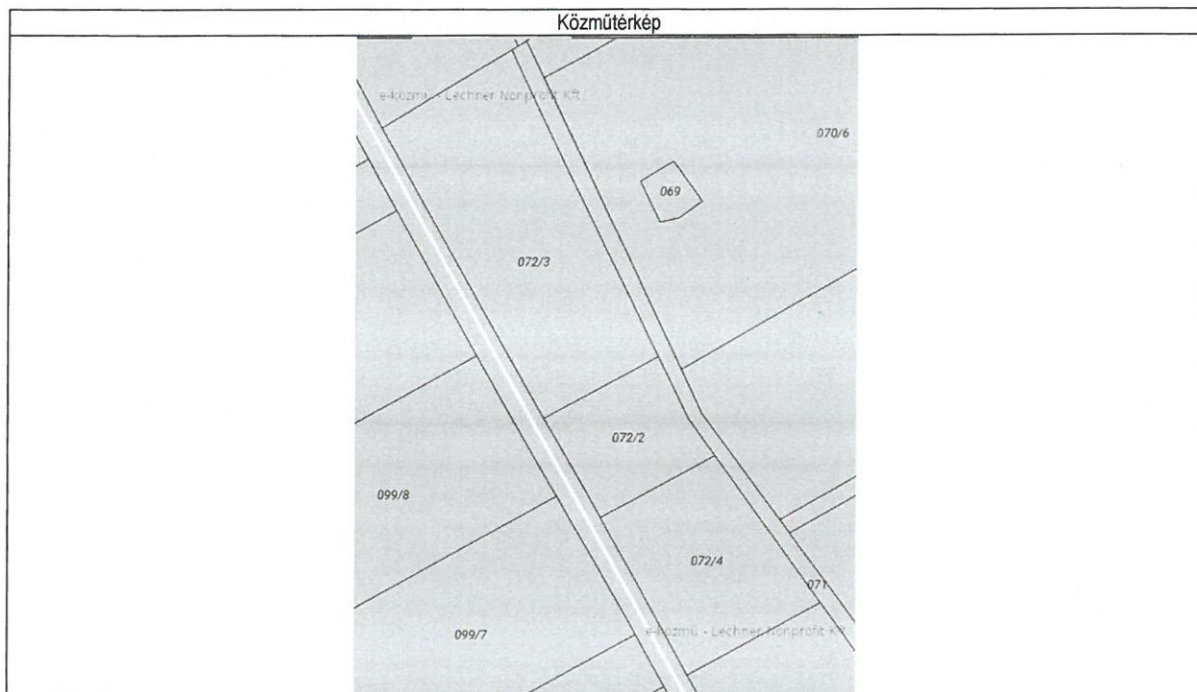 Közműtérkép
e-közmű - Lechner Nonprofit Kft
070/6
069
072/3
072/2
099/8
072/4
071
099/7
e-közmű - Lechner Nonprofit Kft